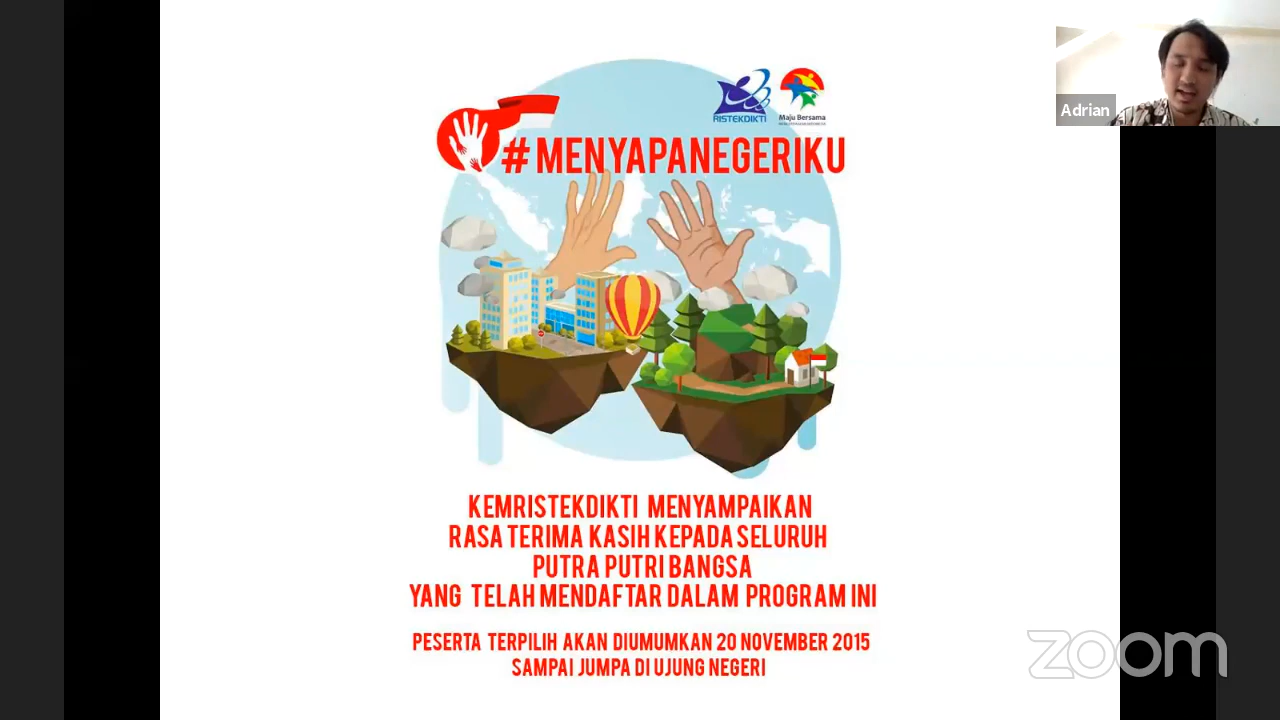 RISTEKDIKTI
Maju Bersama
Adrian
#MENYAPANEGERIKU
KEMRISTEKDIKTI MENYAMPAIKAN
RASA TERIMA KASIH KEPADA SELURUH
PUTRA PUTRI BANGSA
YANG TELAH MENDAFTAR DALAM PROGRAM INI
PESERTA TERPILIH AKAN DIUMUMKAN 20 NOVEMBER 2015
SAMPAI JUMPA DI UJUNG NEGERI
zoom